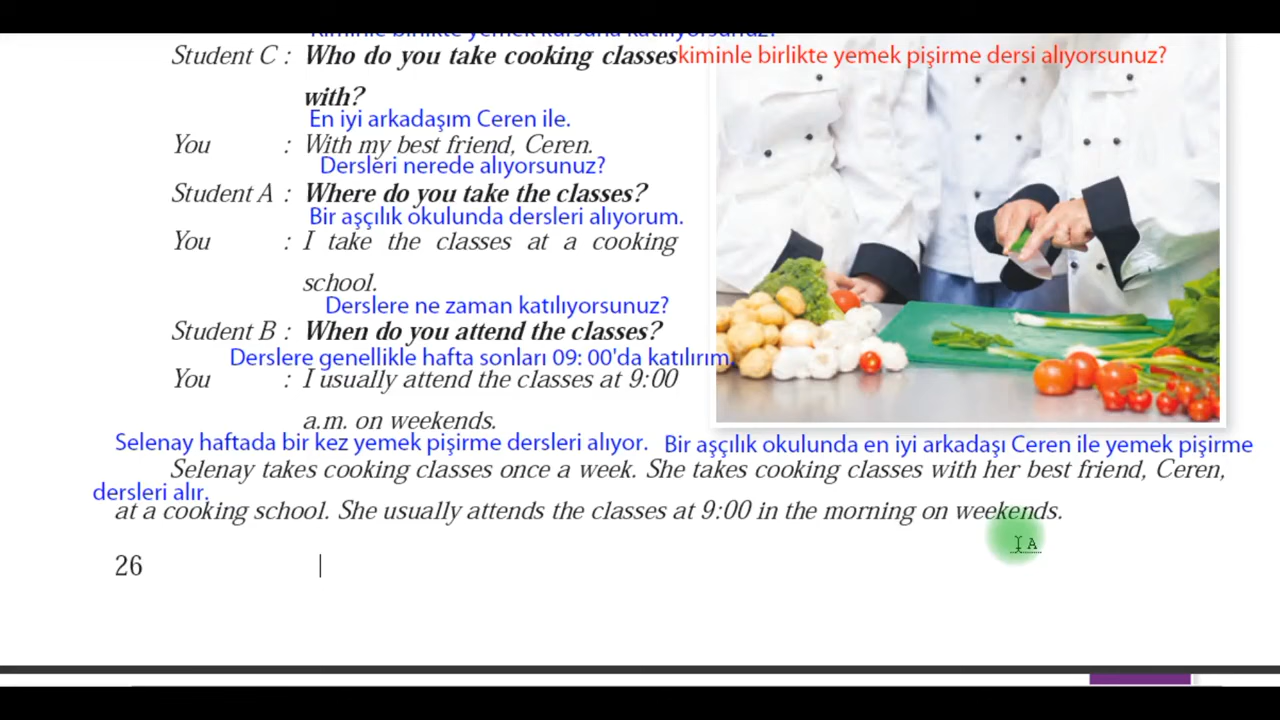 Kiminle birlikte yemek kursuna katılıyorsunuz?
Student C : Who do you take cooking classes kiminle birlikte yemek pişirme dersi alıyorsunuz?
with?
En iyi arkadaşım Ceren ile.
You : With my best friend, Ceren.
Dersleri nerede alıyorsunuz?
Student A : Where do you take the classes?
Bir aşçılık okulunda dersleri alıyorum.
You : I take the classes at a cooking
school.
Derslere ne zaman katılıyorsunuz?
Student B : When do you attend the classes?
Derslere genellikle hafta sonları 09: 00'da katılırım.
You : I usually attend the classes at 9:00
a.m. on weekends.
Selenay haftada bir kez yemek pişirme dersleri alıyor. Bir aşçılık okulunda en iyi arkadaşı Ceren ile yemek pişirme
Selenay takes cooking classes once a week. She takes cooking classes with her best friend, Ceren,
dersleri alır.
at a cooking school. She usually attends the classes at 9:00 in the morning on weekends.
A
26